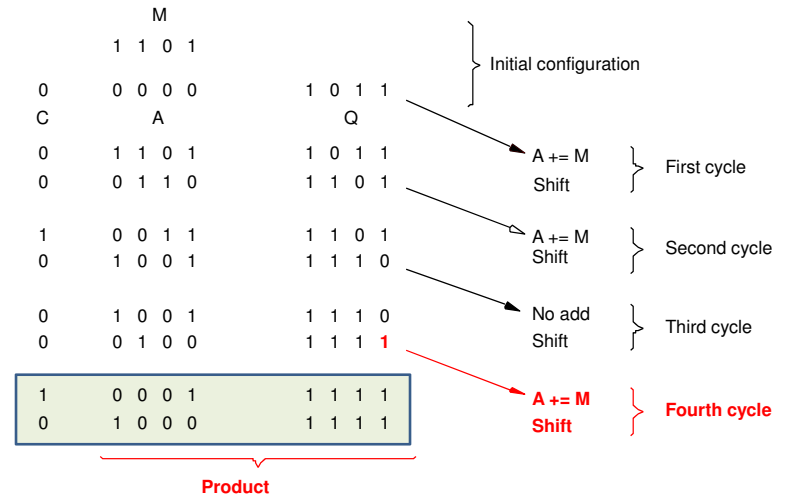 M
1 1 0 1
Initial configuration
0 0 0 0 0 1 0 1 1
C A Q
0 1 1 0 1 1 0 1 1 A += M
First cycle
0 0 1 1 0 1 1 0 1 Shift
1 0 0 1 1 1 1 0 1 A += M
Second cycle
0 1 0 0 1 1 1 1 0 Shift
0 1 0 0 1 1 1 1 0 No add
Third cycle
0 0 1 0 0 1 1 1 1 Shift
1 0 0 0 1 1 1 1 1 A += M
Fourth cycle
0 1 0 0 0 1 1 1 1 Shift
Product